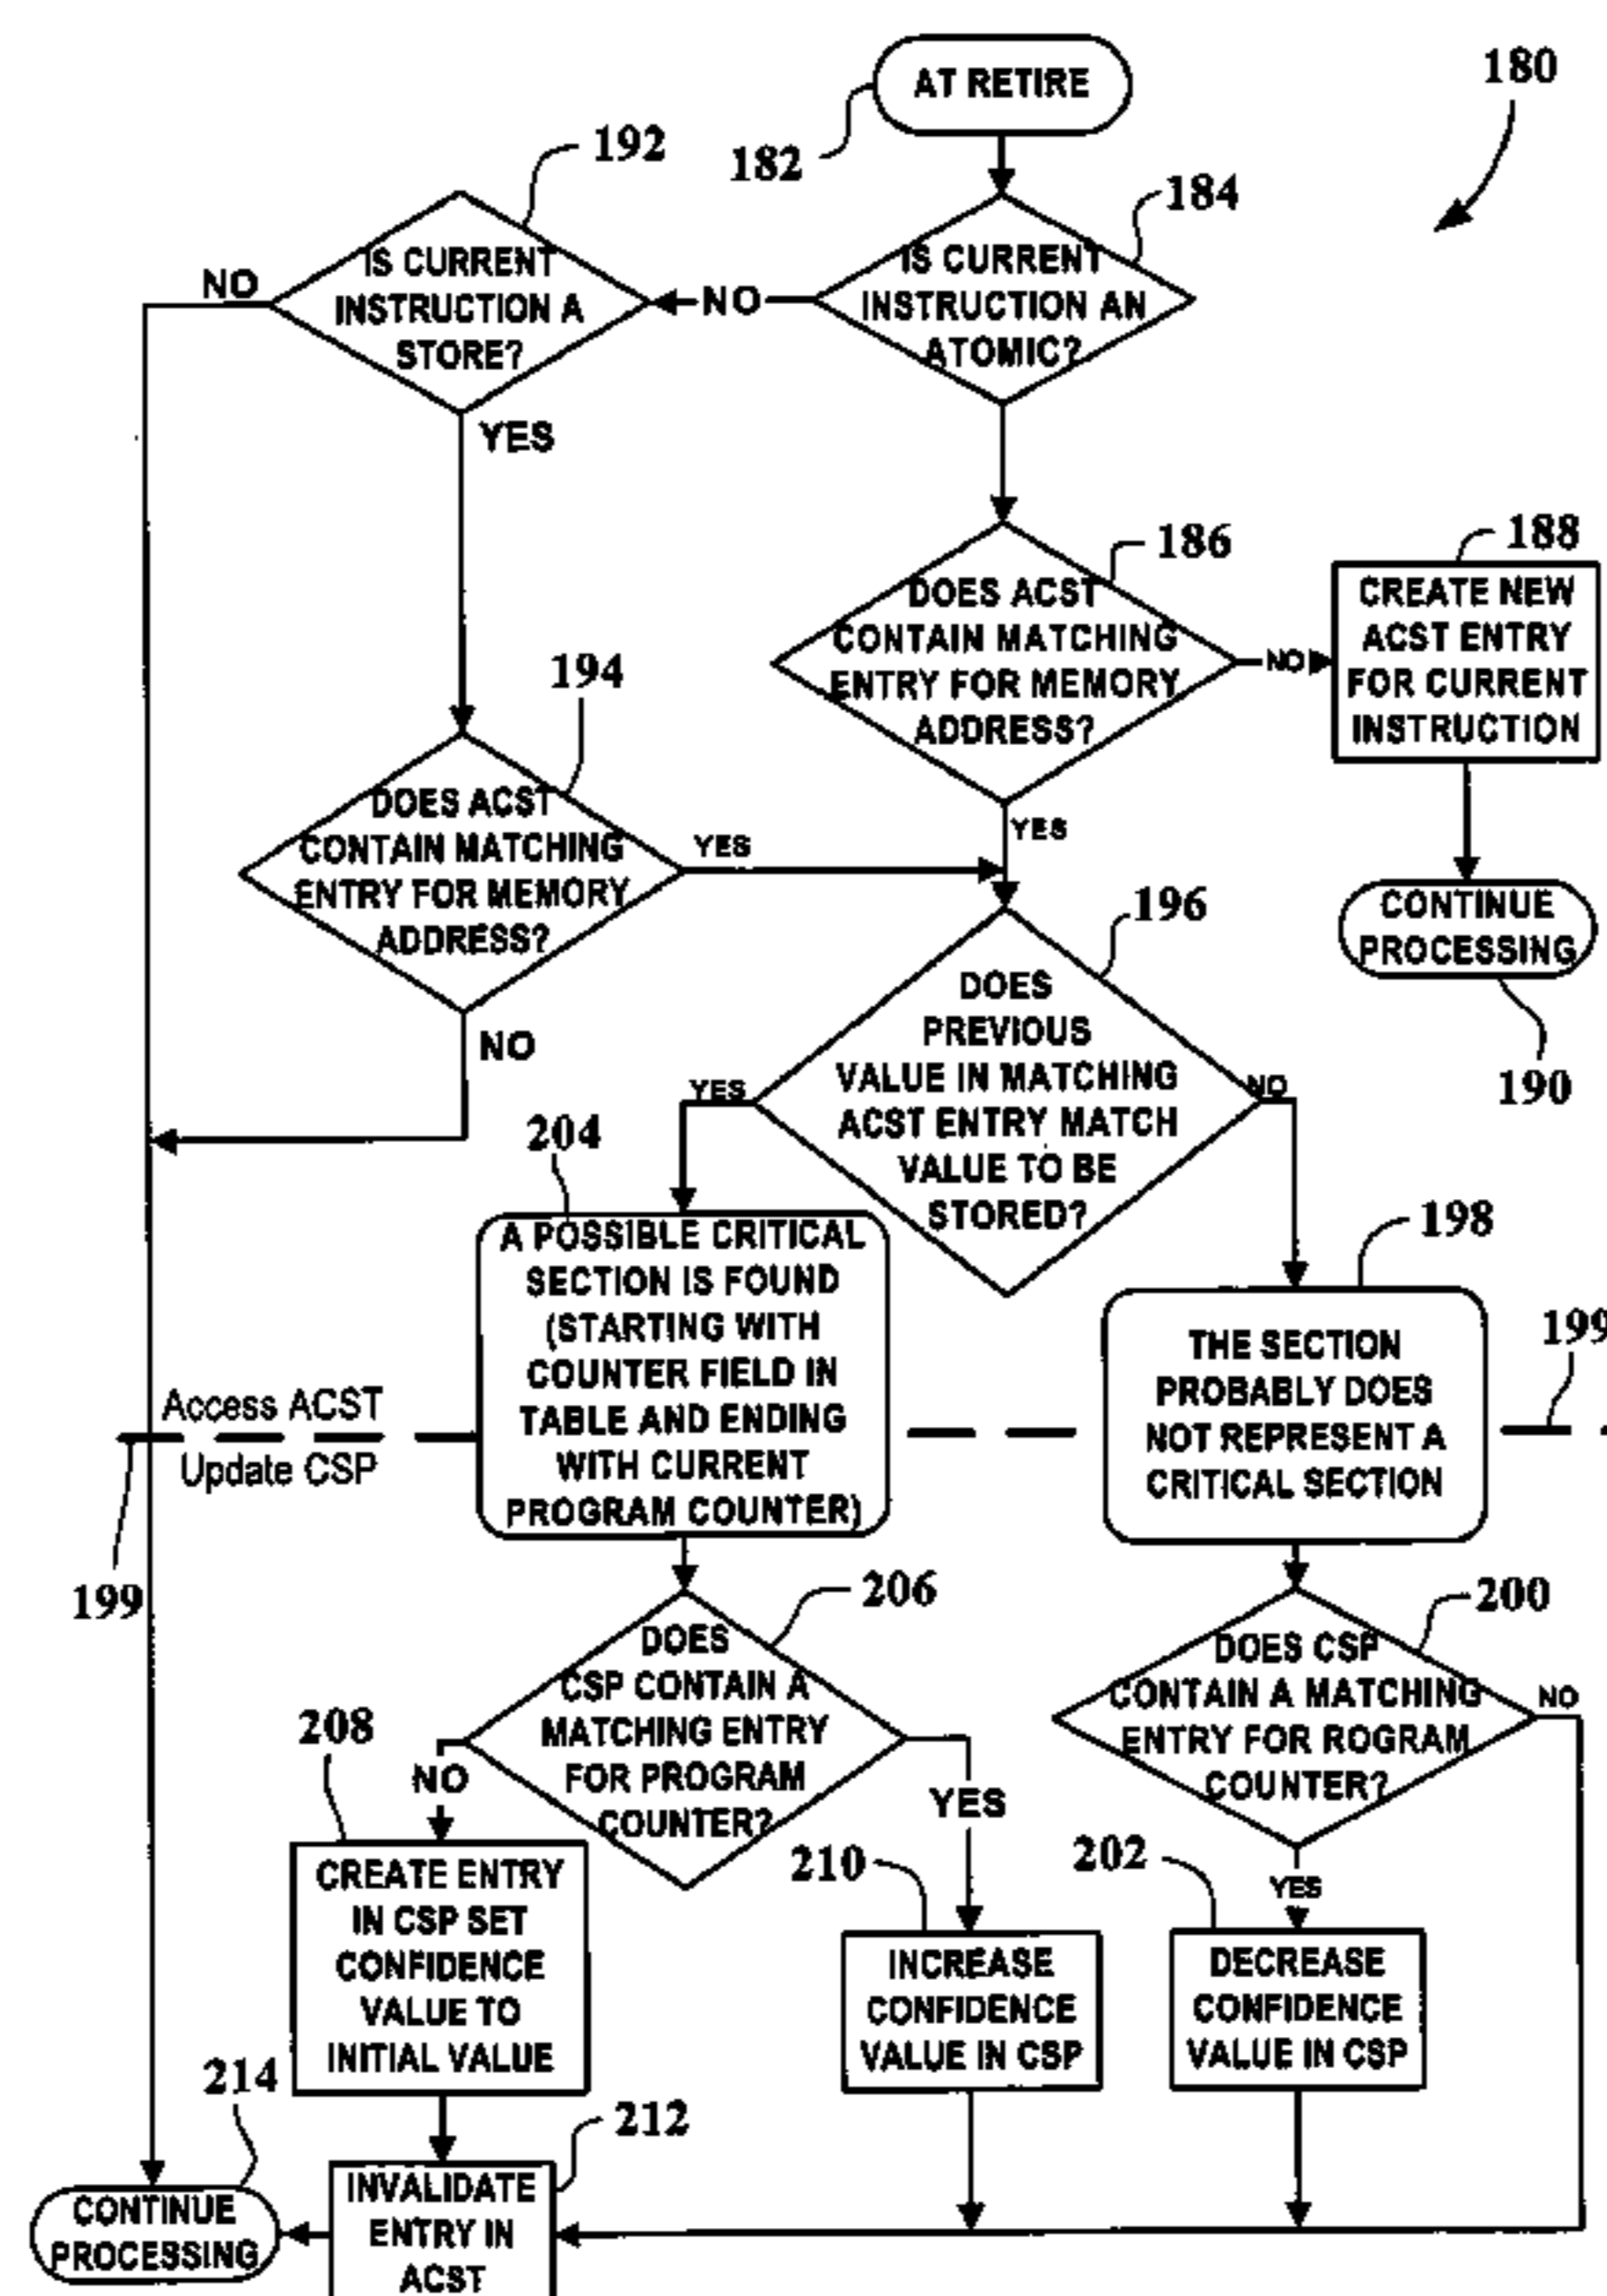 AT RETIRE
180
182
192
184
IS CURRENT
INSTRUCTION A
STORE?
NO
YES
NO
IS CURRENT
INSTRUCTION AN
ATOMIC?
186
DOES ACST
CONTAIN MATCHING
ENTRY FOR MEMORY
ADDRESS?
NO
YES
188
CREATE NEW
ACST ENTRY
FOR CURRENT
INSTRUCTION
CONTINUE
PROCESSING
190
194
DOES ACST
CONTAIN MATCHING
ENTRY FOR MEMORY
ADDRESS?
YES
NO
196
DOES
PREVIOUS
VALUE IN MATCHING
ACST ENTRY MATCH
VALUE TO BE
STORED?
YES
NO
204
A POSSIBLE CRITICAL
SECTION IS FOUND
(STARTING WITH
COUNTER FIELD IN
TABLE AND ENDING
WITH CURRENT
PROGRAM COUNTER)
198
THE SECTION
PROBABLY DOES
NOT REPRESENT A
CRITICAL SECTION
199
Access ACST
Update CSP
199
206
DOES
CSP CONTAIN A
MATCHING ENTRY
FOR PROGRAM
COUNTER?
NO
YES
200
DOES CSP
CONTAIN A MATCHING
ENTRY FOR ROGRAM
COUNTER?
NO
YES
208
CREATE ENTRY
IN CSP SET
CONFIDENCE
VALUE TO
INITIAL VALUE
210
INCREASE
CONFIDENCE
VALUE IN CSP
202
DECREASE
CONFIDENCE
VALUE IN CSP
214
CONTINUE
PROCESSING
212
INVALIDATE
ENTRY IN
ACST